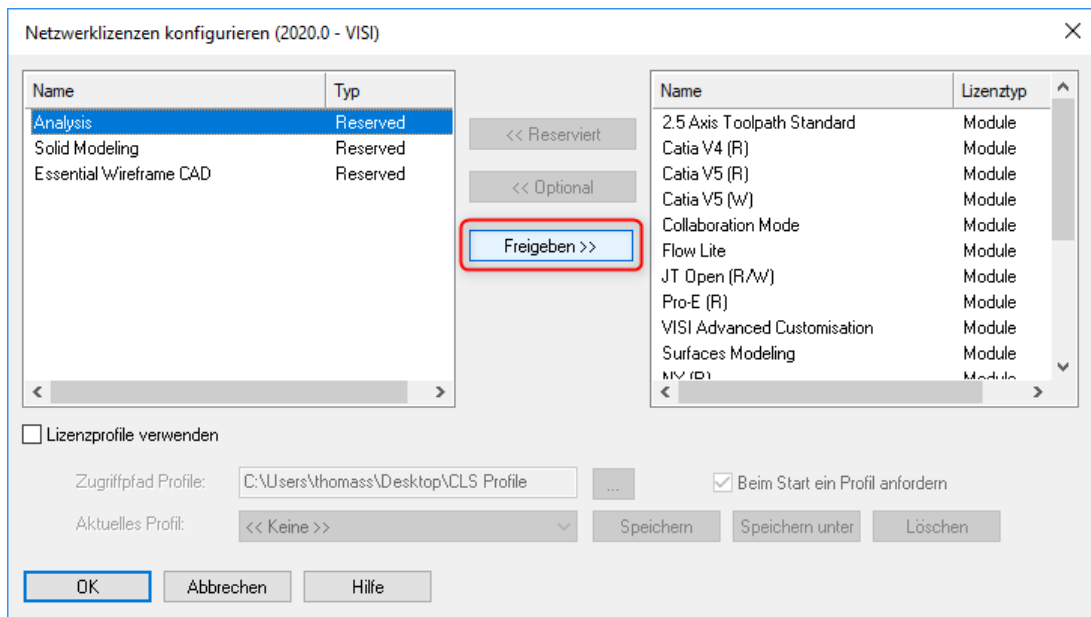 Netzwerklizenzen konfigurieren (2020.0 - VISI)
Name Typ
Analysis Reserved
Solid Modeling Reserved
Essential Wireframe CAD Reserved
<< Reserviert
<< Optional
Freigeben >>
Name Lizenztyp
2.5 Axis Toolpath Standard Module
Catia V4 (R) Module
Catia V5 (R) Module
Catia V5 (W) Module
Collaboration Mode Module
Flow Lite Module
JT Open (R/W) Module
Pro-E (R) Module
VISI Advanced Customisation Module
Surfaces Modeling Module
Module
Lizenzprofile verwenden
Zugriffpfad Profile: C:\Users\thomass\Desktop\CLS Profile ... Beim Start ein Profil anfordern
Aktuelles Profil: << Keine >> Speichern Speichern unter Löschen
OK Abbrechen Hilfe